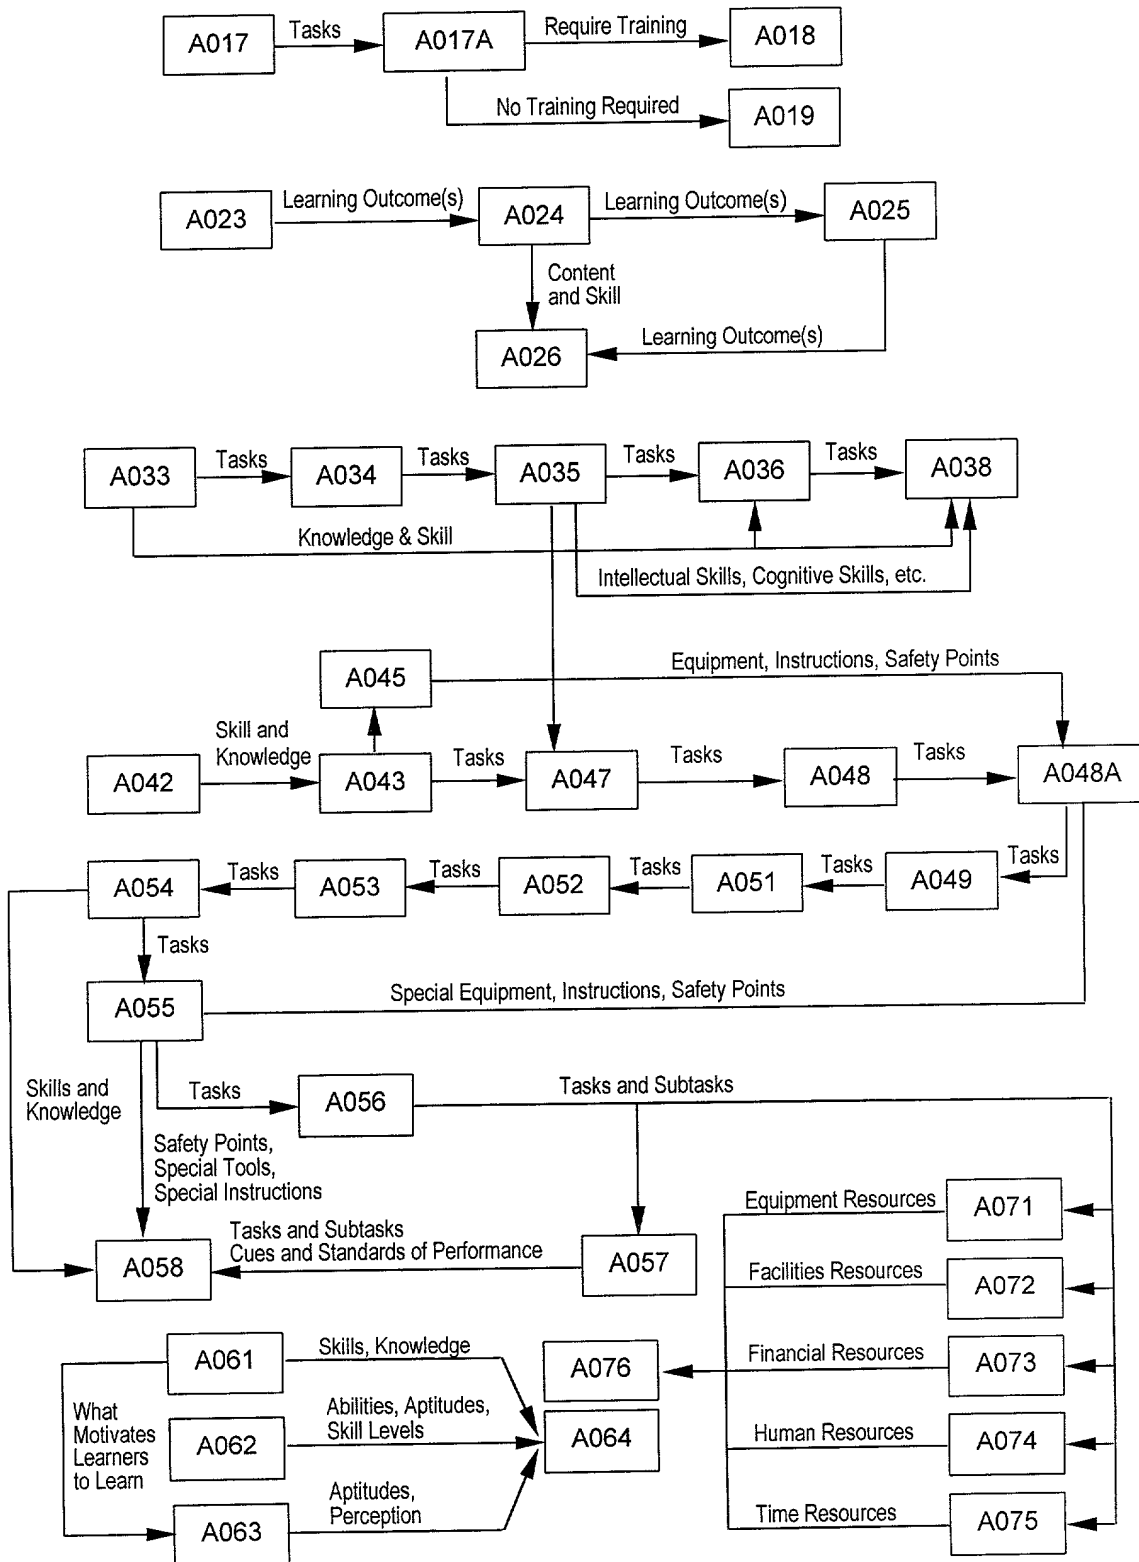 A017
Tasks
A017A
Require Training
A018
No Training Required
A019
A023
Learning Outcome(s)
A024
Learning Outcome(s)
A025
Content
and Skill
A026
Learning Outcome(s)
A033
Tasks
A034
Tasks
A035
Tasks
A036
Tasks
A038
Knowledge & Skill
Intellectual Skills, Cognitive Skills, etc.
A045
Equipment, Instructions, Safety Points
A042
Skill and
Knowledge
A043
Tasks
A047
Tasks
A048
Tasks
A048A
A054
Tasks
A053
Tasks
A052
Tasks
A051
Tasks
A049
Tasks
Tasks
A055
Special Equipment, Instructions, Safety Points
Skills and
Knowledge
Tasks
A056
Tasks and Subtasks
Safety Points,
Special Tools,
Special Instructions
A058
Tasks and Subtasks
Cues and Standards of Performance
A057
Equipment Resources
A071
Facilities Resources
A072
A076
Financial Resources
A073
Human Resources
A074
Time Resources
A075
A061
Skills, Knowledge
What
Motivates
Learners
to Learn
A062
Abilities, Aptitudes,
Skill Levels
A064
A063
Aptitudes,
Perception